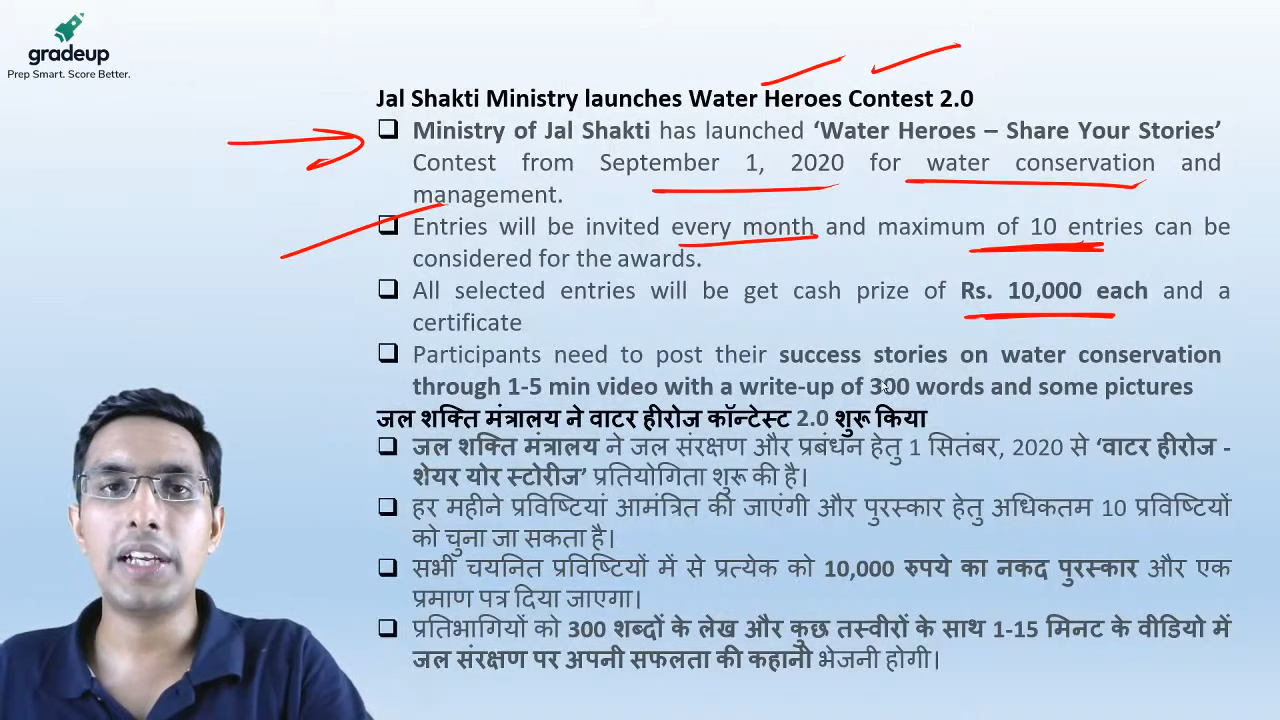 gradeup
Prep Smart. Score Better.
Jal Shakti Ministry launches Water Heroes Contest 2.0
Ministry of Jal Shakti has launched ‘Water Heroes – Share Your Stories’
Contest from September 1, 2020 for water conservation and
management.
Entries will be invited every month and maximum of 10 entries can be
considered for the awards.
All selected entries will be get cash prize of Rs. 10,000 each and a
certificate
Participants need to post their success stories on water conservation
through 1-5 min video with a write-up of 300 words and some pictures
जल शक्ति मंत्रालय ने वाटर हीरोज कॉन्टेस्ट 2.0 शुरू किया
जल शक्ति मंत्रालय ने जल संरक्षण और प्रबंधन हेतु 1 सितंबर, 2020 से ‘वाटर हीरोज -
शेयर योर स्टोरीज’ प्रतियोगिता शुरू की है।
हर महीने प्रविष्टियां आमंत्रित की जाएंगी और पुरस्कार हेतु अधिकतम 10 प्रविष्टियों
को चुना जा सकता है।
सभी चयनित प्रविष्टियों में से प्रत्येक को 10,000 रुपये का नकद पुरस्कार और एक
प्रमाण पत्र दिया जाएगा।
प्रतिभागियों को 300 शब्दों के लेख और कुछ तस्वीरों के साथ 1-15 मिनट के वीडियो में
जल संरक्षण पर अपनी सफलता की कहानी भेजनी होगी।